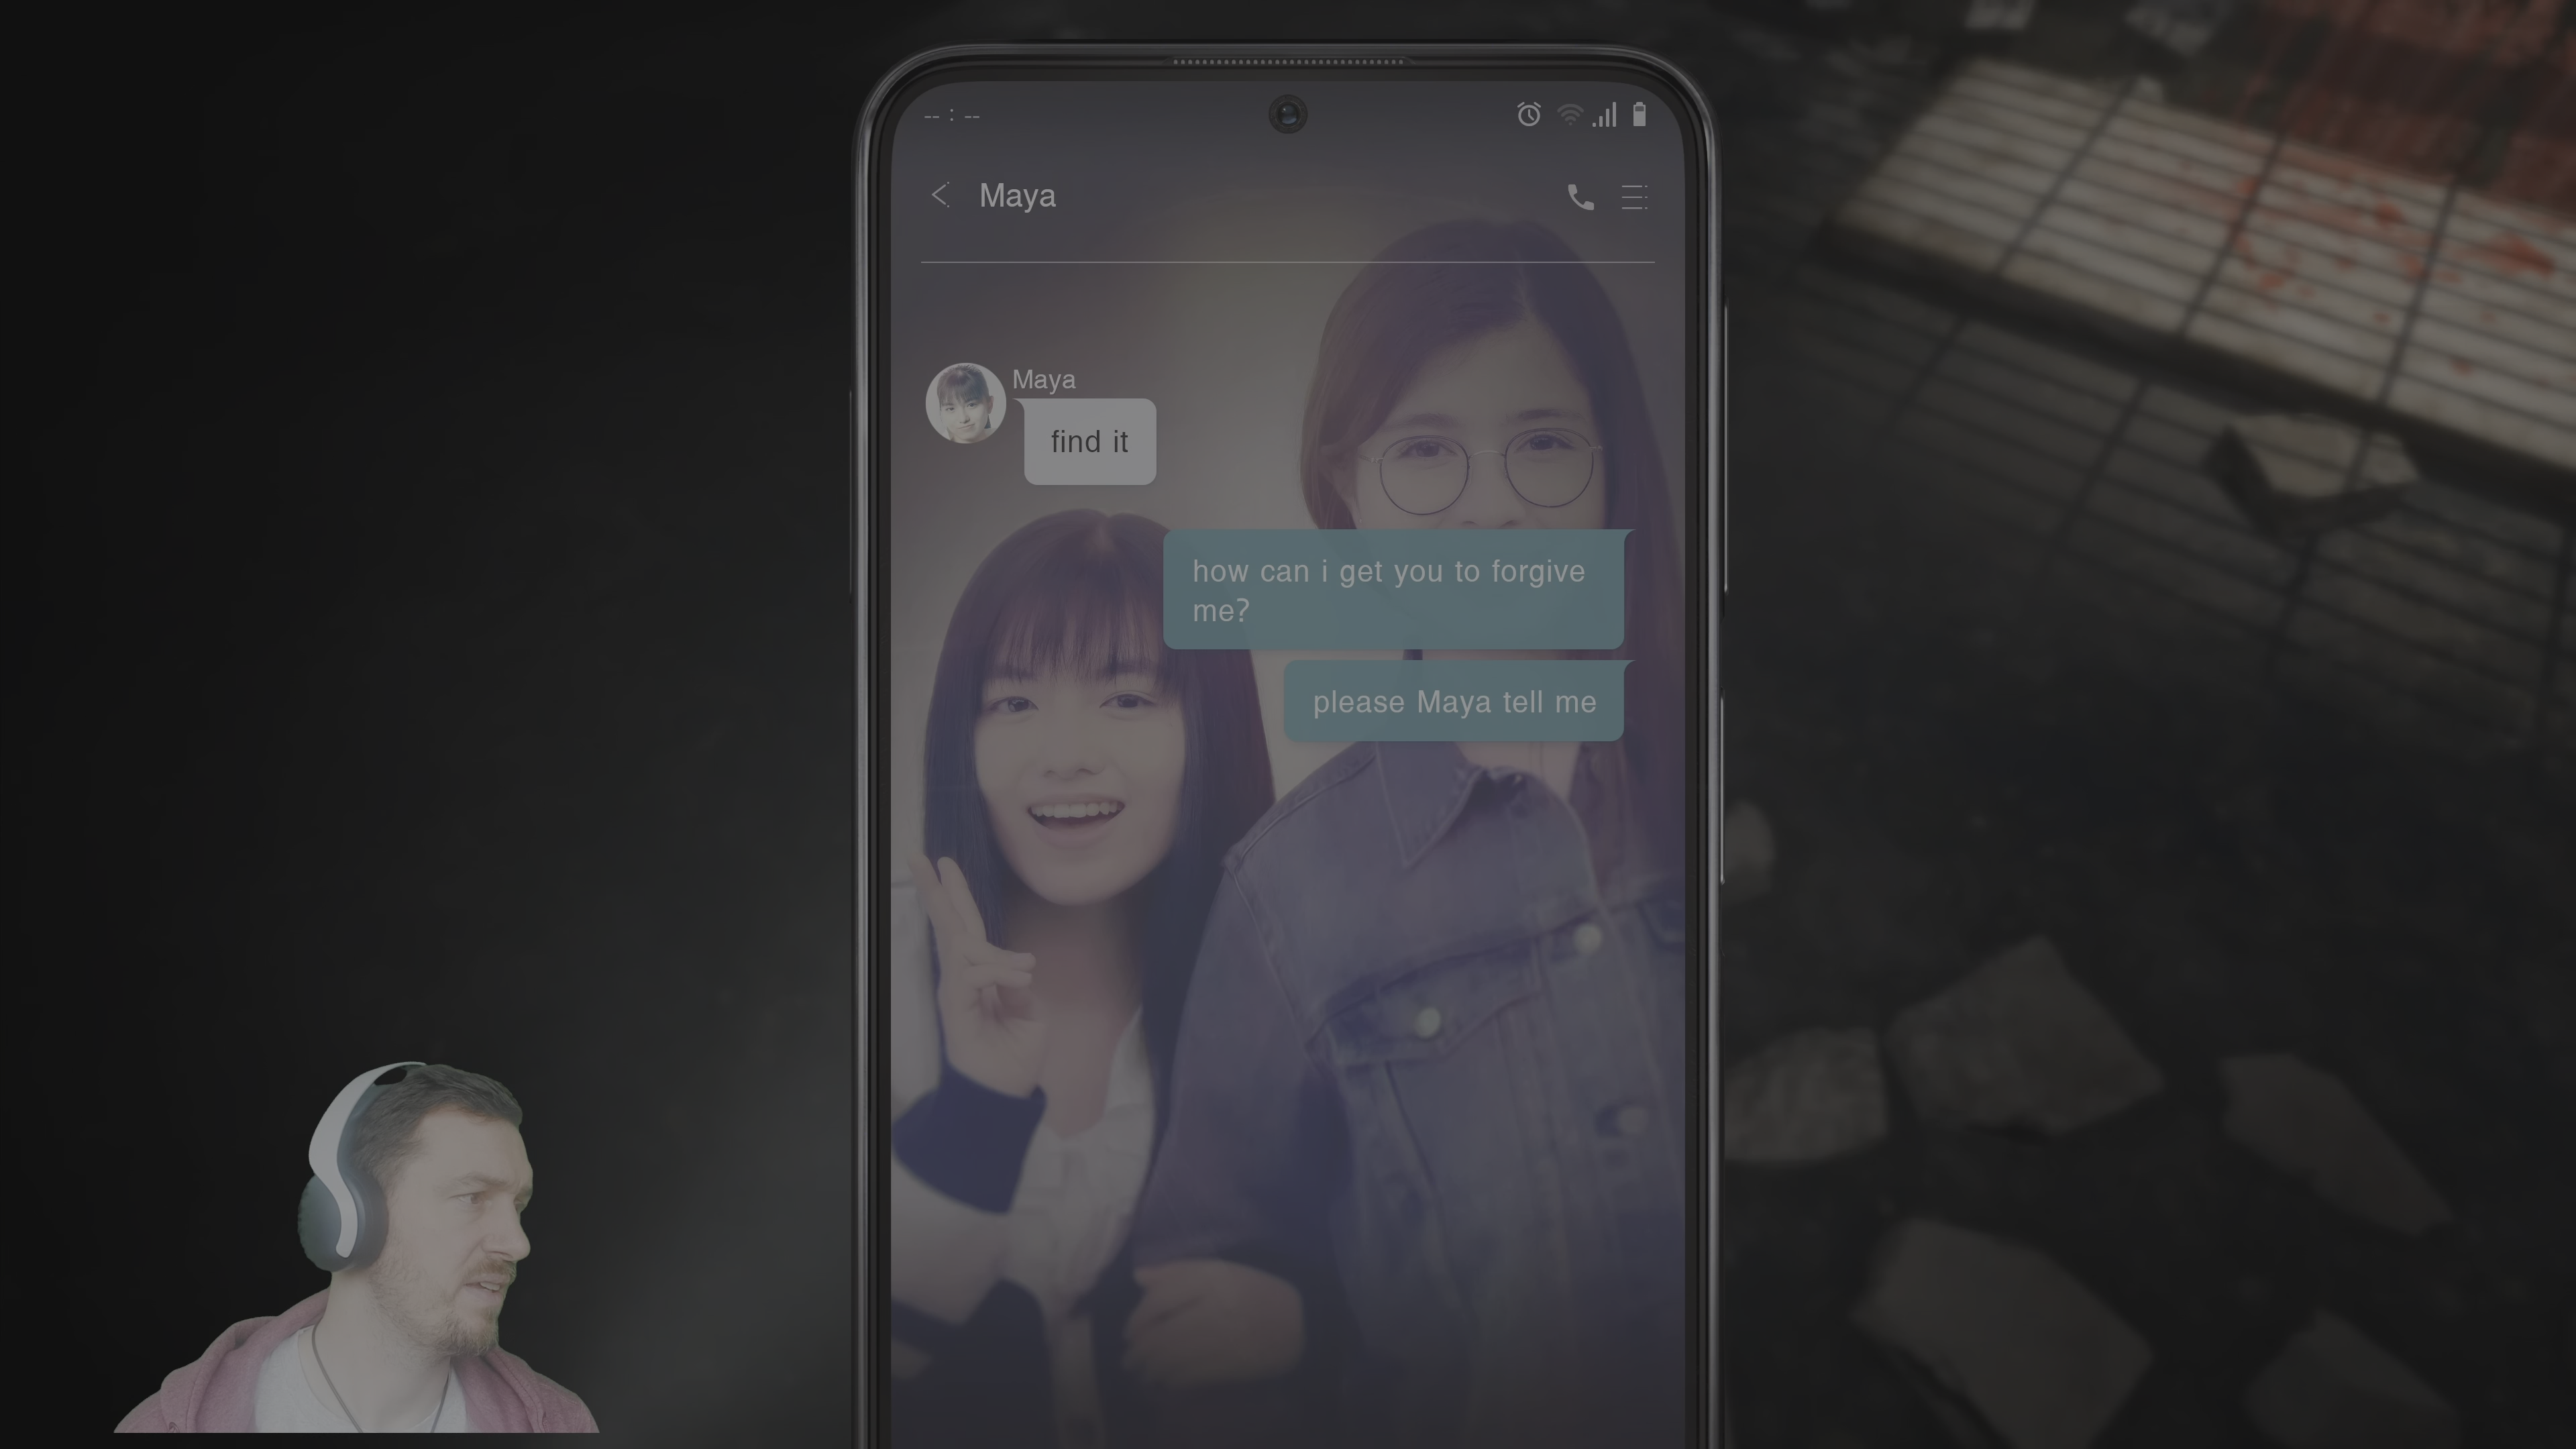 -- : --
Maya
Maya
find it
how can i get you to forgive
me?
please Maya tell me